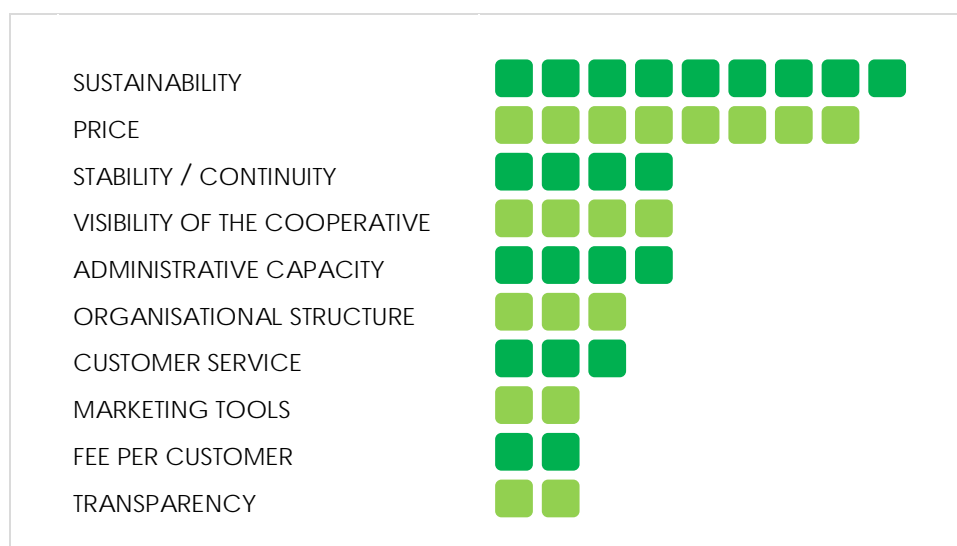 SUSTAINABILITY
PRICE
STABILITY / CONTINUITY
VISIBILITY OF THE COOPERATIVE
ADMINISTRATIVE CAPACITY
ORGANISATIONAL STRUCTURE
CUSTOMER SERVICE
MARKETING TOOLS
FEE PER CUSTOMER
TRANSPARENCY